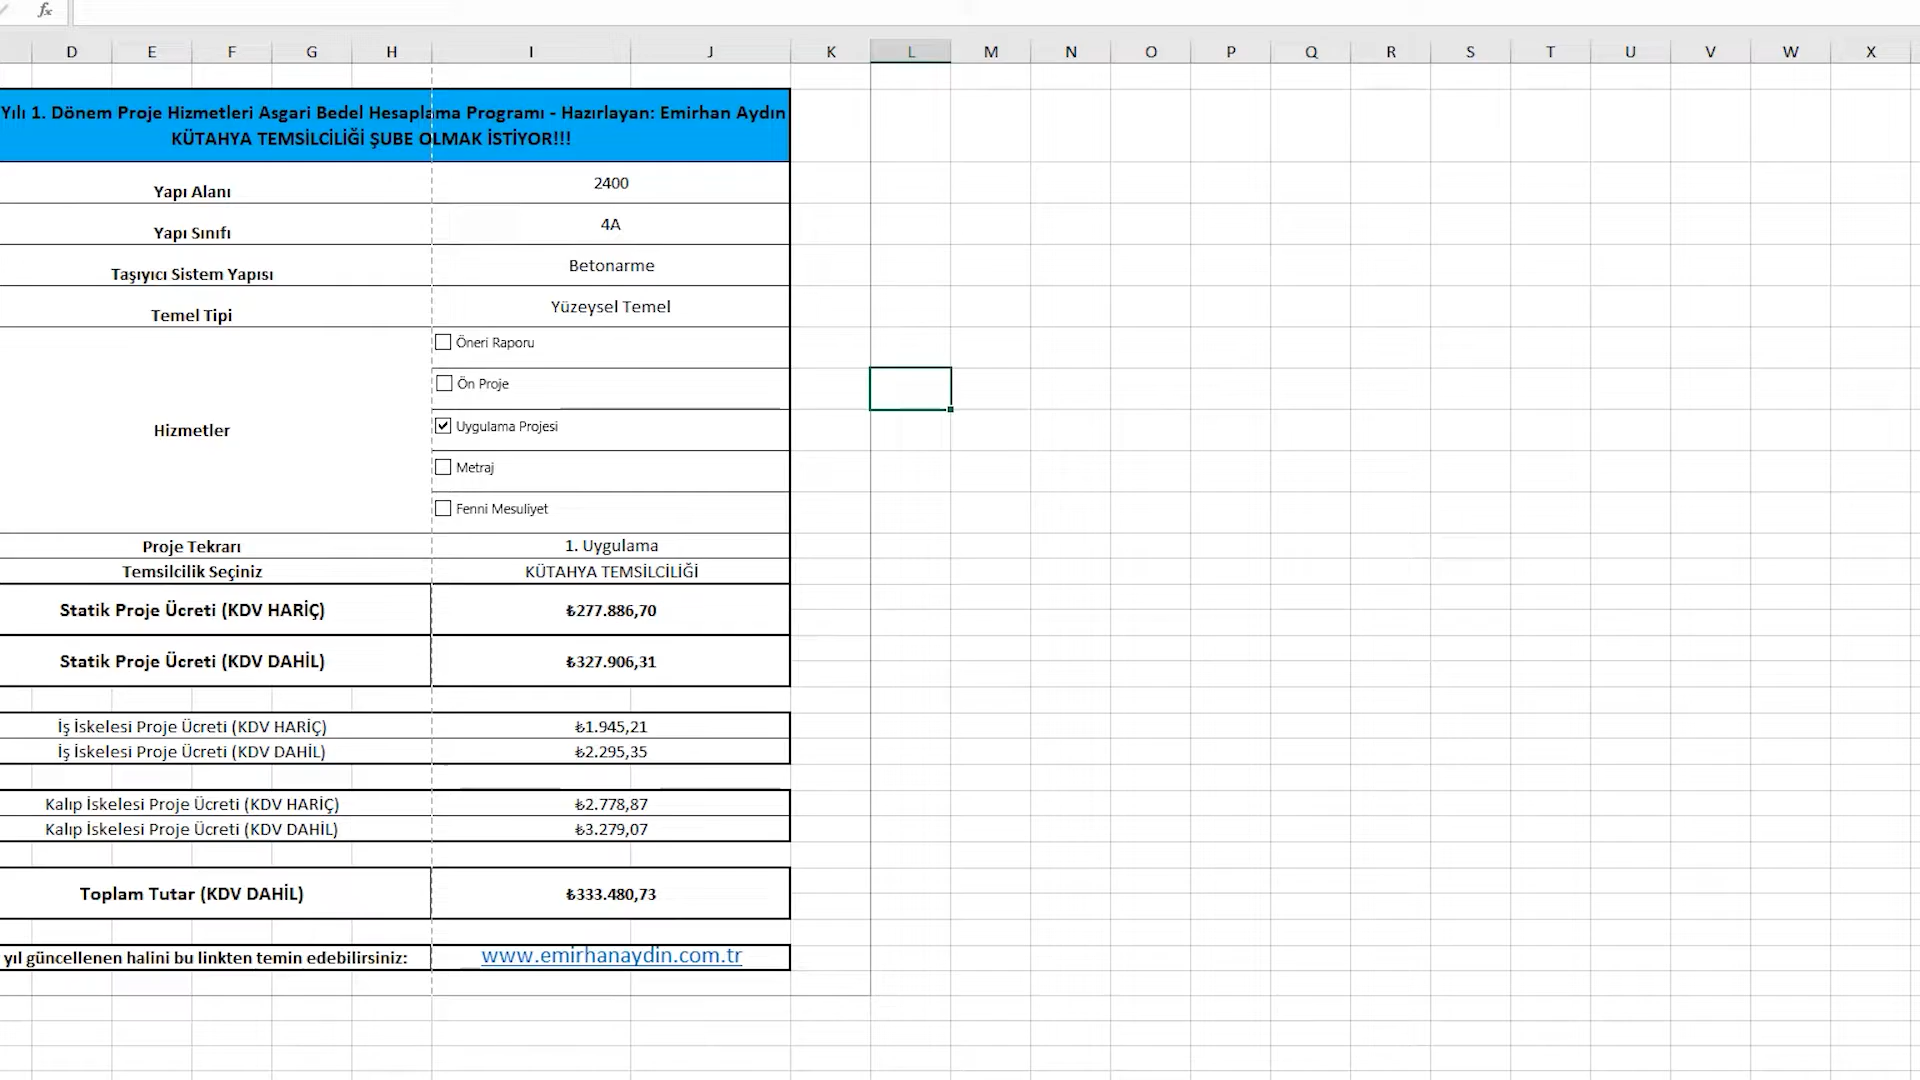 fx
D E F G H I J K L M N O P Q R S T U V W X
Yılı 1. Dönem Proje Hizmetleri Asgari Bedel Hesaplama Programı - Hazırlayan: Emirhan Aydın
KÜTAHYA TEMSİLCİLİĞİ ŞUBE OLMAK İSTİYOR!!!
Yapı Alanı 2400
Yapı Sınıfı 4A
Taşıyıcı Sistem Yapısı Betonarme
Temel Tipi Yüzeysel Temel
Hizmetler
Öneri Raporu
Ön Proje
Uygulama Projesi
Metraj
Fenni Mesuliyet
Proje Tekrarı 1. Uygulama
Temsilcilik Seçiniz KÜTAHYA TEMSİLCİLİĞİ
Statik Proje Ücreti (KDV HARİÇ) ₺277.886,70
Statik Proje Ücreti (KDV DAHİL) ₺327.906,31
İş İskelesi Proje Ücreti (KDV HARİÇ) ₺1.945,21
İş İskelesi Proje Ücreti (KDV DAHİL) ₺2.295,35
Kalıp İskelesi Proje Ücreti (KDV HARİÇ) ₺2.778,87
Kalıp İskelesi Proje Ücreti (KDV DAHİL) ₺3.279,07
Toplam Tutar (KDV DAHİL) ₺333.480,73
yıl güncellenen halini bu linkten temin edebilirsiniz: www.emirhanaydin.com.tr